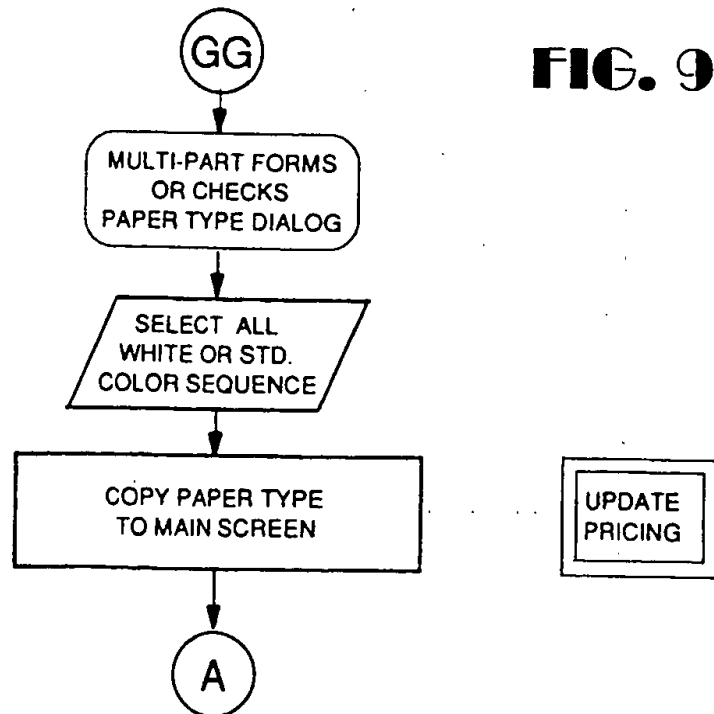 GG
FIG. 9
MULTI-PART FORMS
OR CHECKS
PAPER TYPE DIALOG
SELECT ALL
WHITE OR STD.
COLOR SEQUENCE
COPY PAPER TYPE
TO MAIN SCREEN
UPDATE
PRICING
A